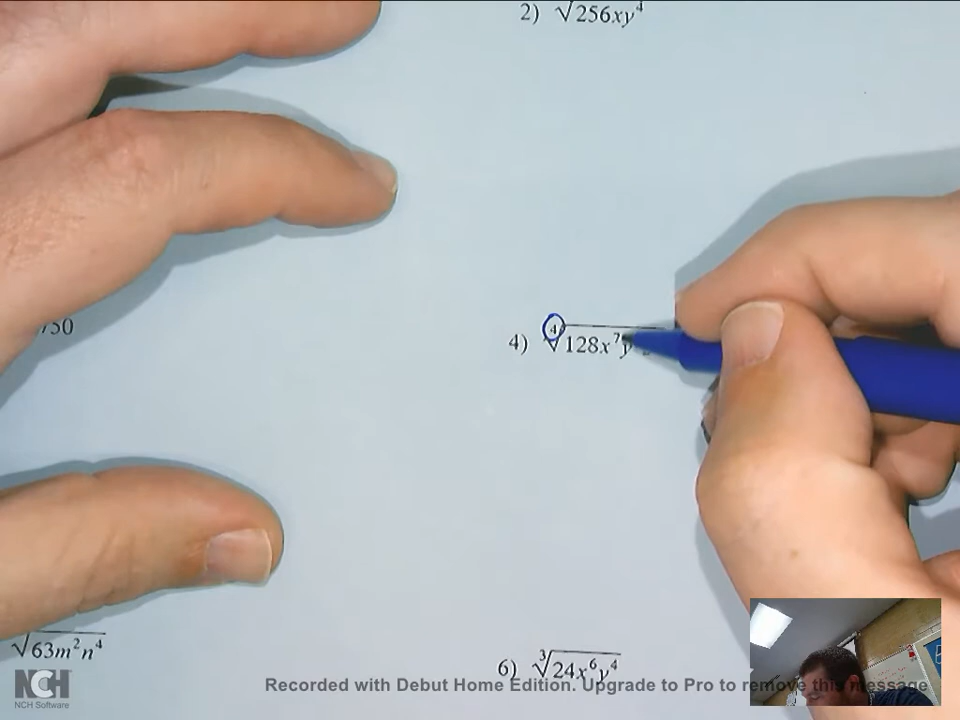 2) √256xy⁴
√50
4) ⁴√128x⁷y
√63m²n⁴
6) ³√24x⁶y⁴
NCH
NCH Software
Recorded with Debut Home Edition. Upgrade to Pro to remove this message